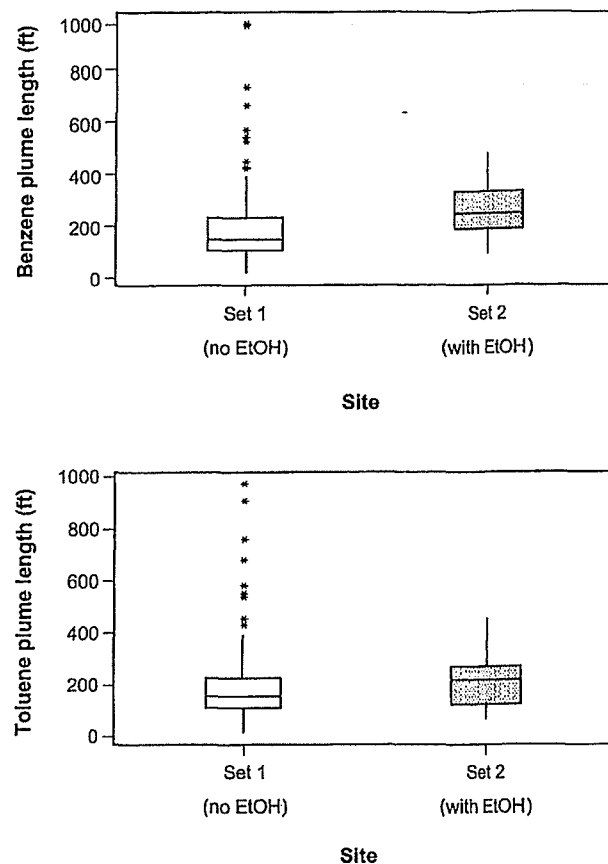 Benzene plume length (ft)
1000
800
600
400
200
0
Set 1
Set 2
(no EtOH)
(with EtOH)
Site
Toluene plume length (ft)
1000
800
600
400
200
0
Set 1
Set 2
(no EtOH)
(with EtOH)
Site